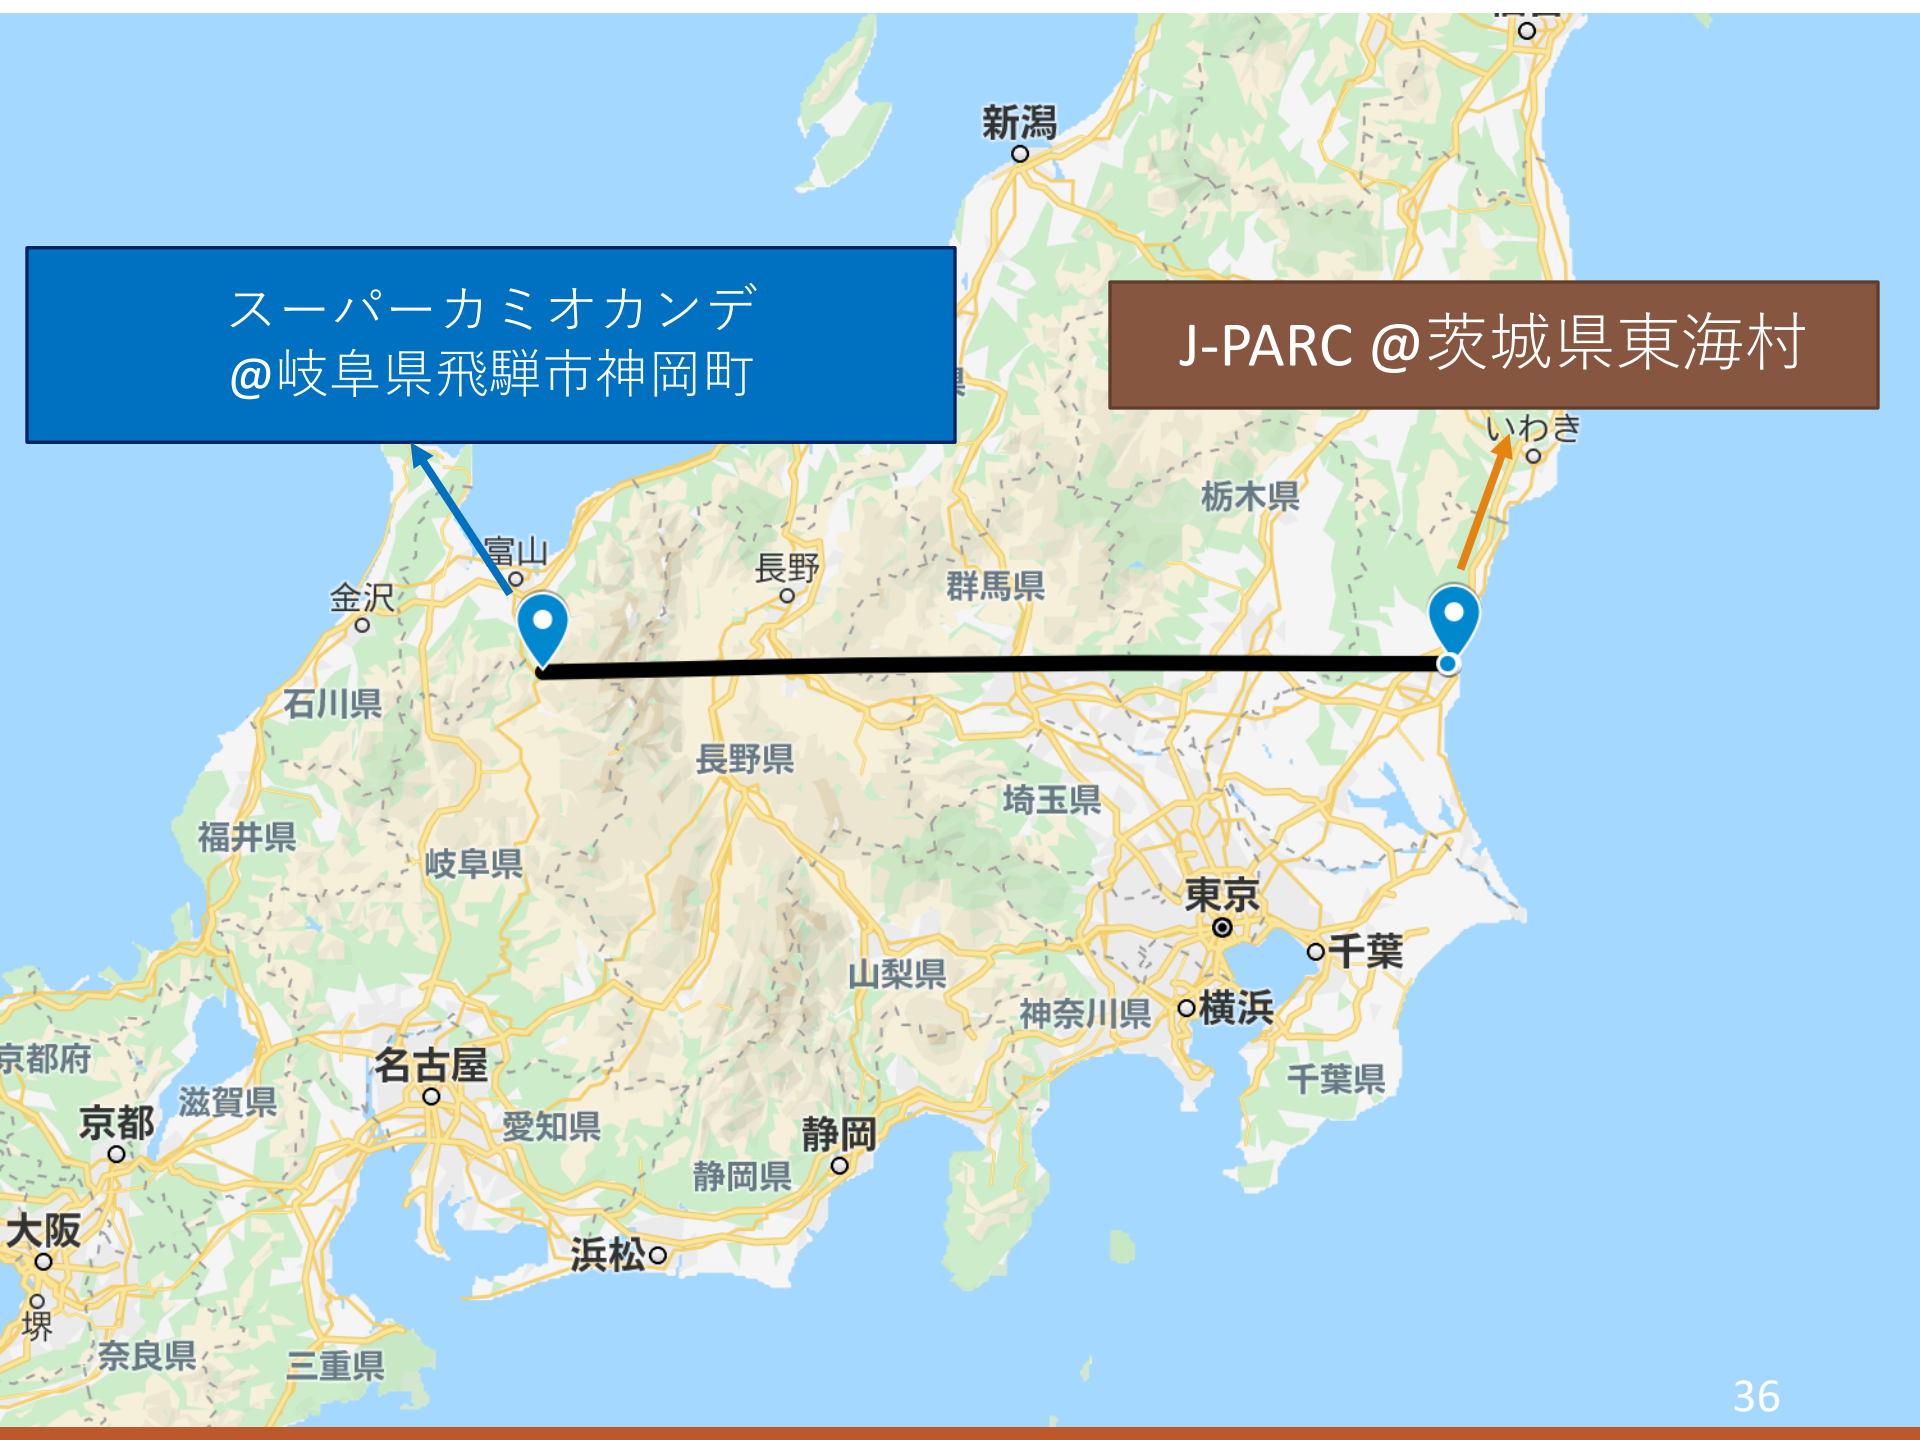 新潟
スーパーカミオカンデ
@岐阜県飛騨市神岡町
J-PARC @茨城県東海村
県
いわき
栃木県
富山
長野
群馬県
金沢
石川県
長野県
埼玉県
福井県
岐阜県
東京
千葉
山梨県
神奈川県
横浜
京都府
名古屋
千葉県
滋賀県
京都
愛知県
静岡
静岡県
大阪
浜松
堺
奈良県
三重県
36